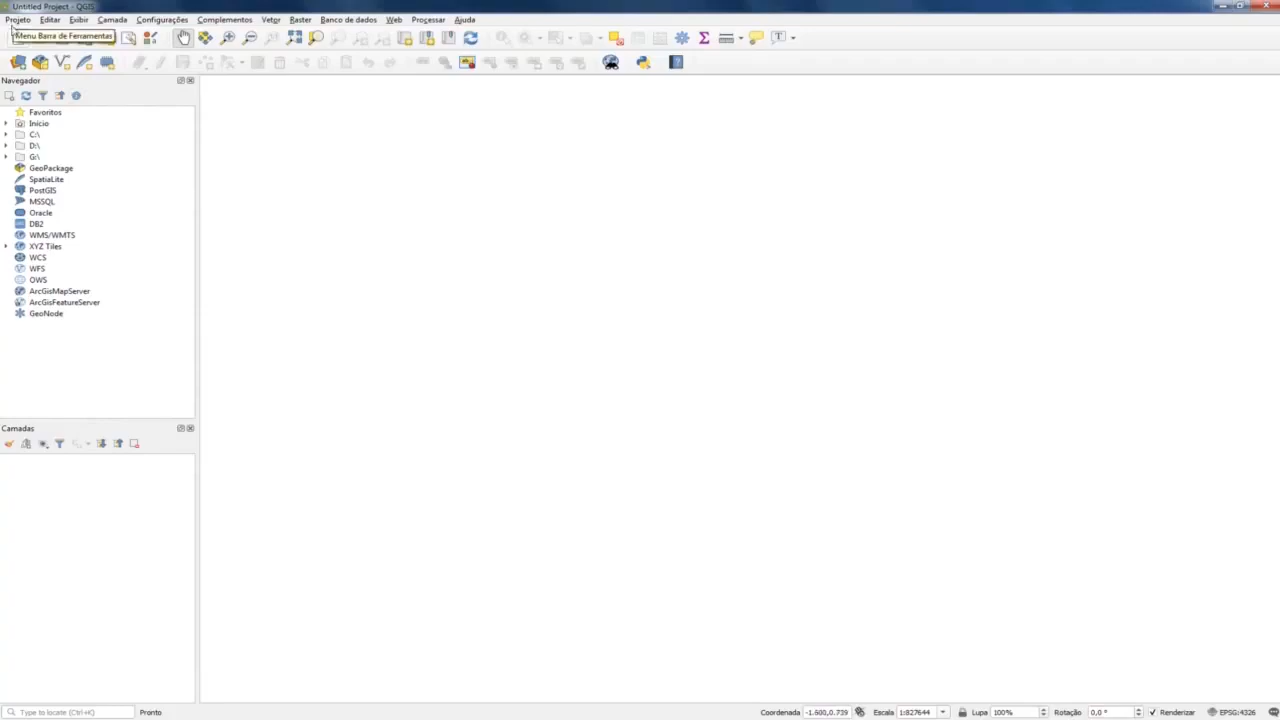 Untitled Project - QGIS
Projeto Editar Exibir Camada Configurações Complementos Vetor Raster Banco de dados Web Processar Ajuda
Menu Barra de Ferramentas
Navegador
Favoritos
Início
C:\
D:\
G:\
GeoPackage
SpatiaLite
PostGIS
MSSQL
Oracle
DB2
WMS/WMTS
XYZ Tiles
WCS
WFS
OWS
ArcGisMapServer
ArcGisFeatureServer
GeoNode
Camadas
Type to locate (Ctrl+K) Pronto Coordenada -1.600,0.739 Escala 1:827644 Lupa 100% Rotação 0,0 ° Renderizar EPSG:4326